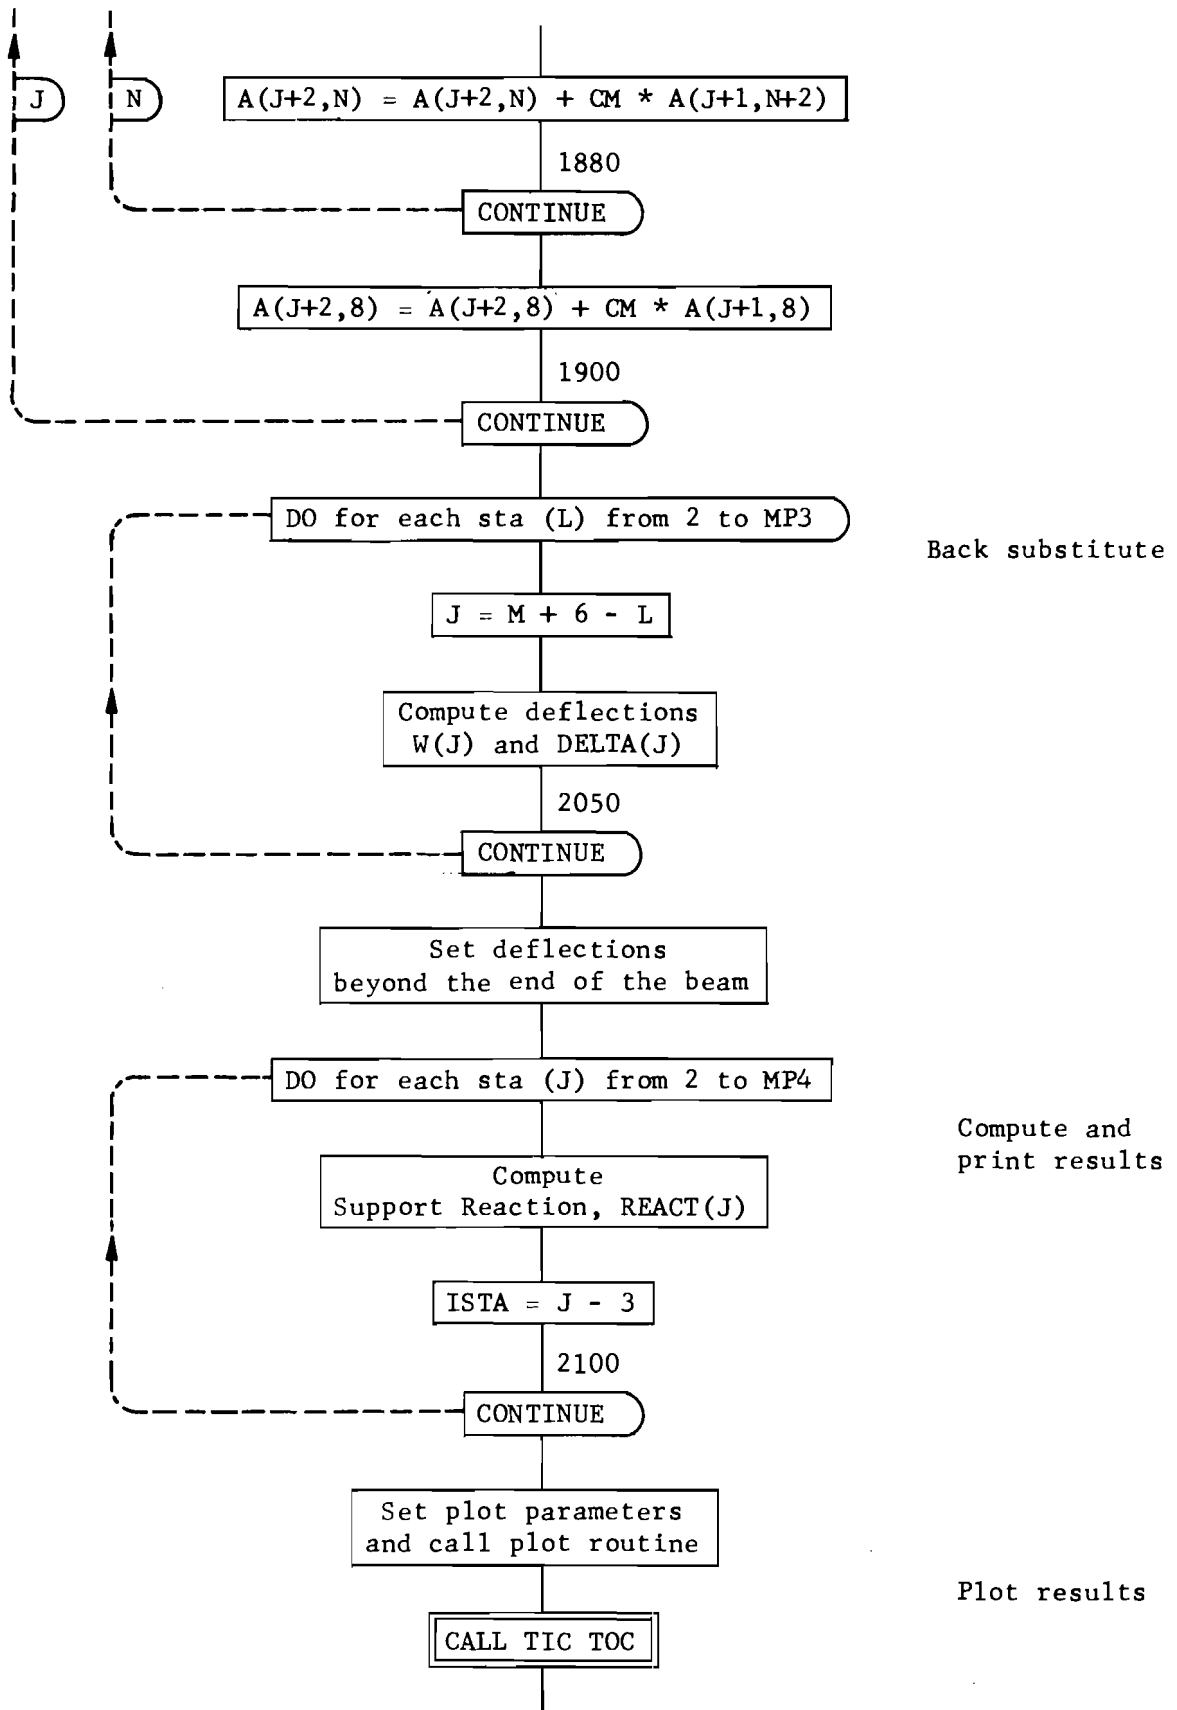 J
N
A(J+2,N) = A(J+2,N) + CM * A(J+1,N+2)
1880
CONTINUE
A(J+2,8) = A(J+2,8) + CM * A(J+1,8)
1900
CONTINUE
DO for each sta (L) from 2 to MP3
Back substitute
J = M + 6 - L
Compute deflections
W(J) and DELTA(J)
2050
CONTINUE
Set deflections
beyond the end of the beam
DO for each sta (J) from 2 to MP4
Compute and
print results
Compute
Support Reaction, REACT(J)
ISTA = J - 3
2100
CONTINUE
Set plot parameters
and call plot routine
Plot results
CALL TIC TOC